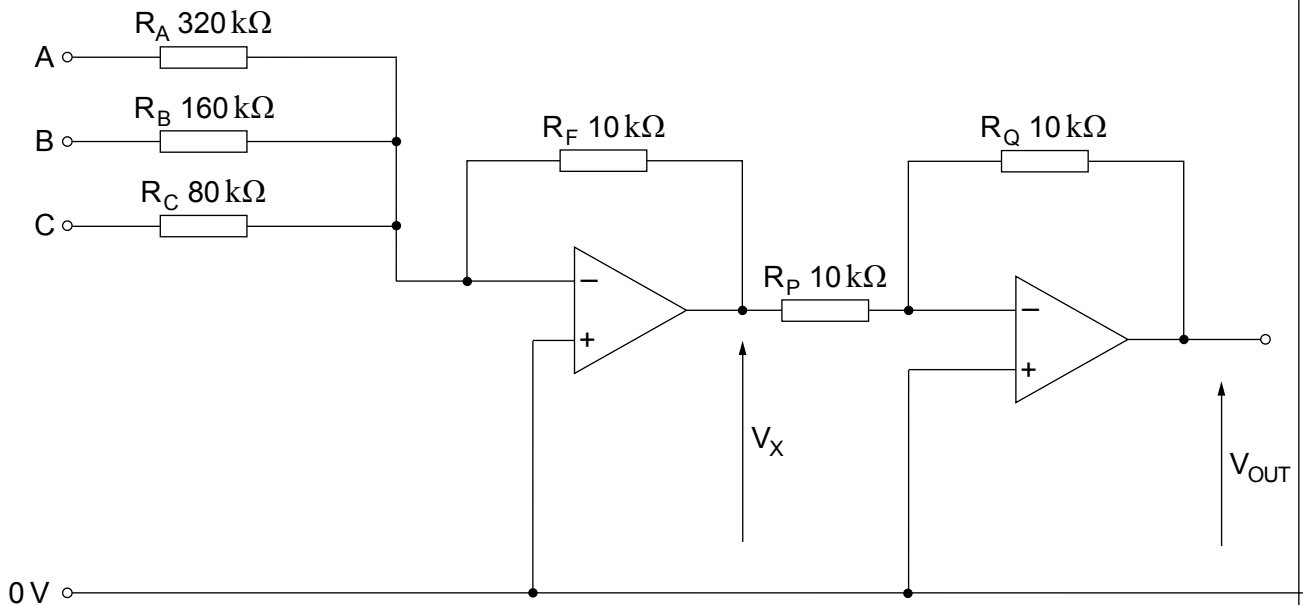 R_A 320 kΩ
A
R_B 160 kΩ
B
R_C 80 kΩ
C
R_F 10 kΩ
R_Q 10 kΩ
−
+
R_P 10 kΩ
−
+
V_X
V_OUT
0 V